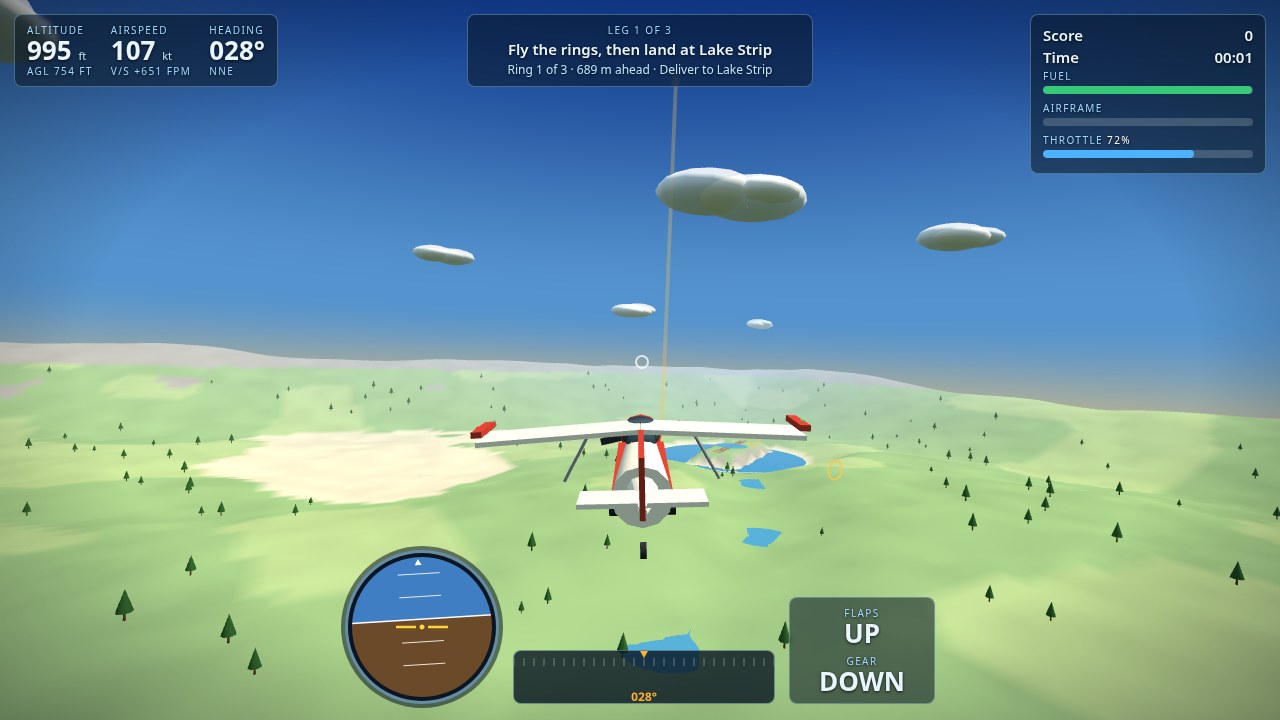 ALTITUDE AIRSPEED HEADING
995 ft 107 kt 028°
AGL 754 FT V/S +651 FPM NNE
LEG 1 OF 3
Fly the rings, then land at Lake Strip
Ring 1 of 3 · 689 m ahead · Deliver to Lake Strip
Score 0
Time 00:01
FUEL
AIRFRAME
THROTTLE 72%
028°
FLAPS
UP
GEAR
DOWN